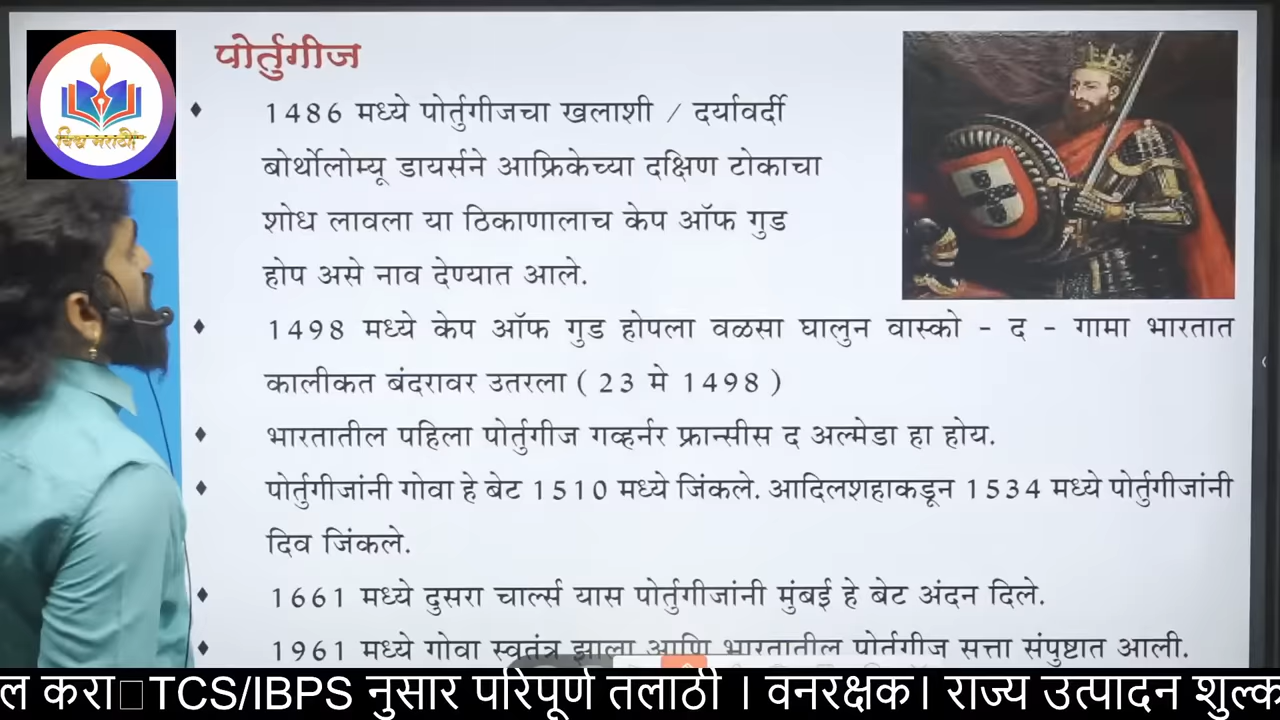 विश्व मराठी
पोर्तुगीज
1486 मध्ये पोर्तुगीजचा खलाशी / दर्यावर्दी
बोर्थोलोम्यू डायर्सने आफ्रिकेच्या दक्षिण टोकाचा
शोध लावला या ठिकाणालाच केप ऑफ गुड
होप असे नाव देण्यात आले.
1498 मध्ये केप ऑफ गुड होपला वळसा घालुन वास्को - द - गामा भारतात
कालीकत बंदरावर उतरला ( 23 मे 1498 )
भारतातील पहिला पोर्तुगीज गव्हर्नर फ्रान्सीस द अल्मेडा हा होय.
पोर्तुगीजांनी गोवा हे बेट 1510 मध्ये जिंकले. आदिलशहाकडून 1534 मध्ये पोर्तुगीजांनी
दिव जिंकले.
1661 मध्ये दुसरा चार्ल्स यास पोर्तुगीजांनी मुंबई हे बेट अंदन दिले.
1961 मध्ये गोवा स्वतंत्र झाला आणि भारतातील पोर्तगीज सत्ता संपुष्टात आली.
ल करा TCS/IBPS नुसार परिपूर्ण तलाठी । वनरक्षक। राज्य उत्पादन शुल्क